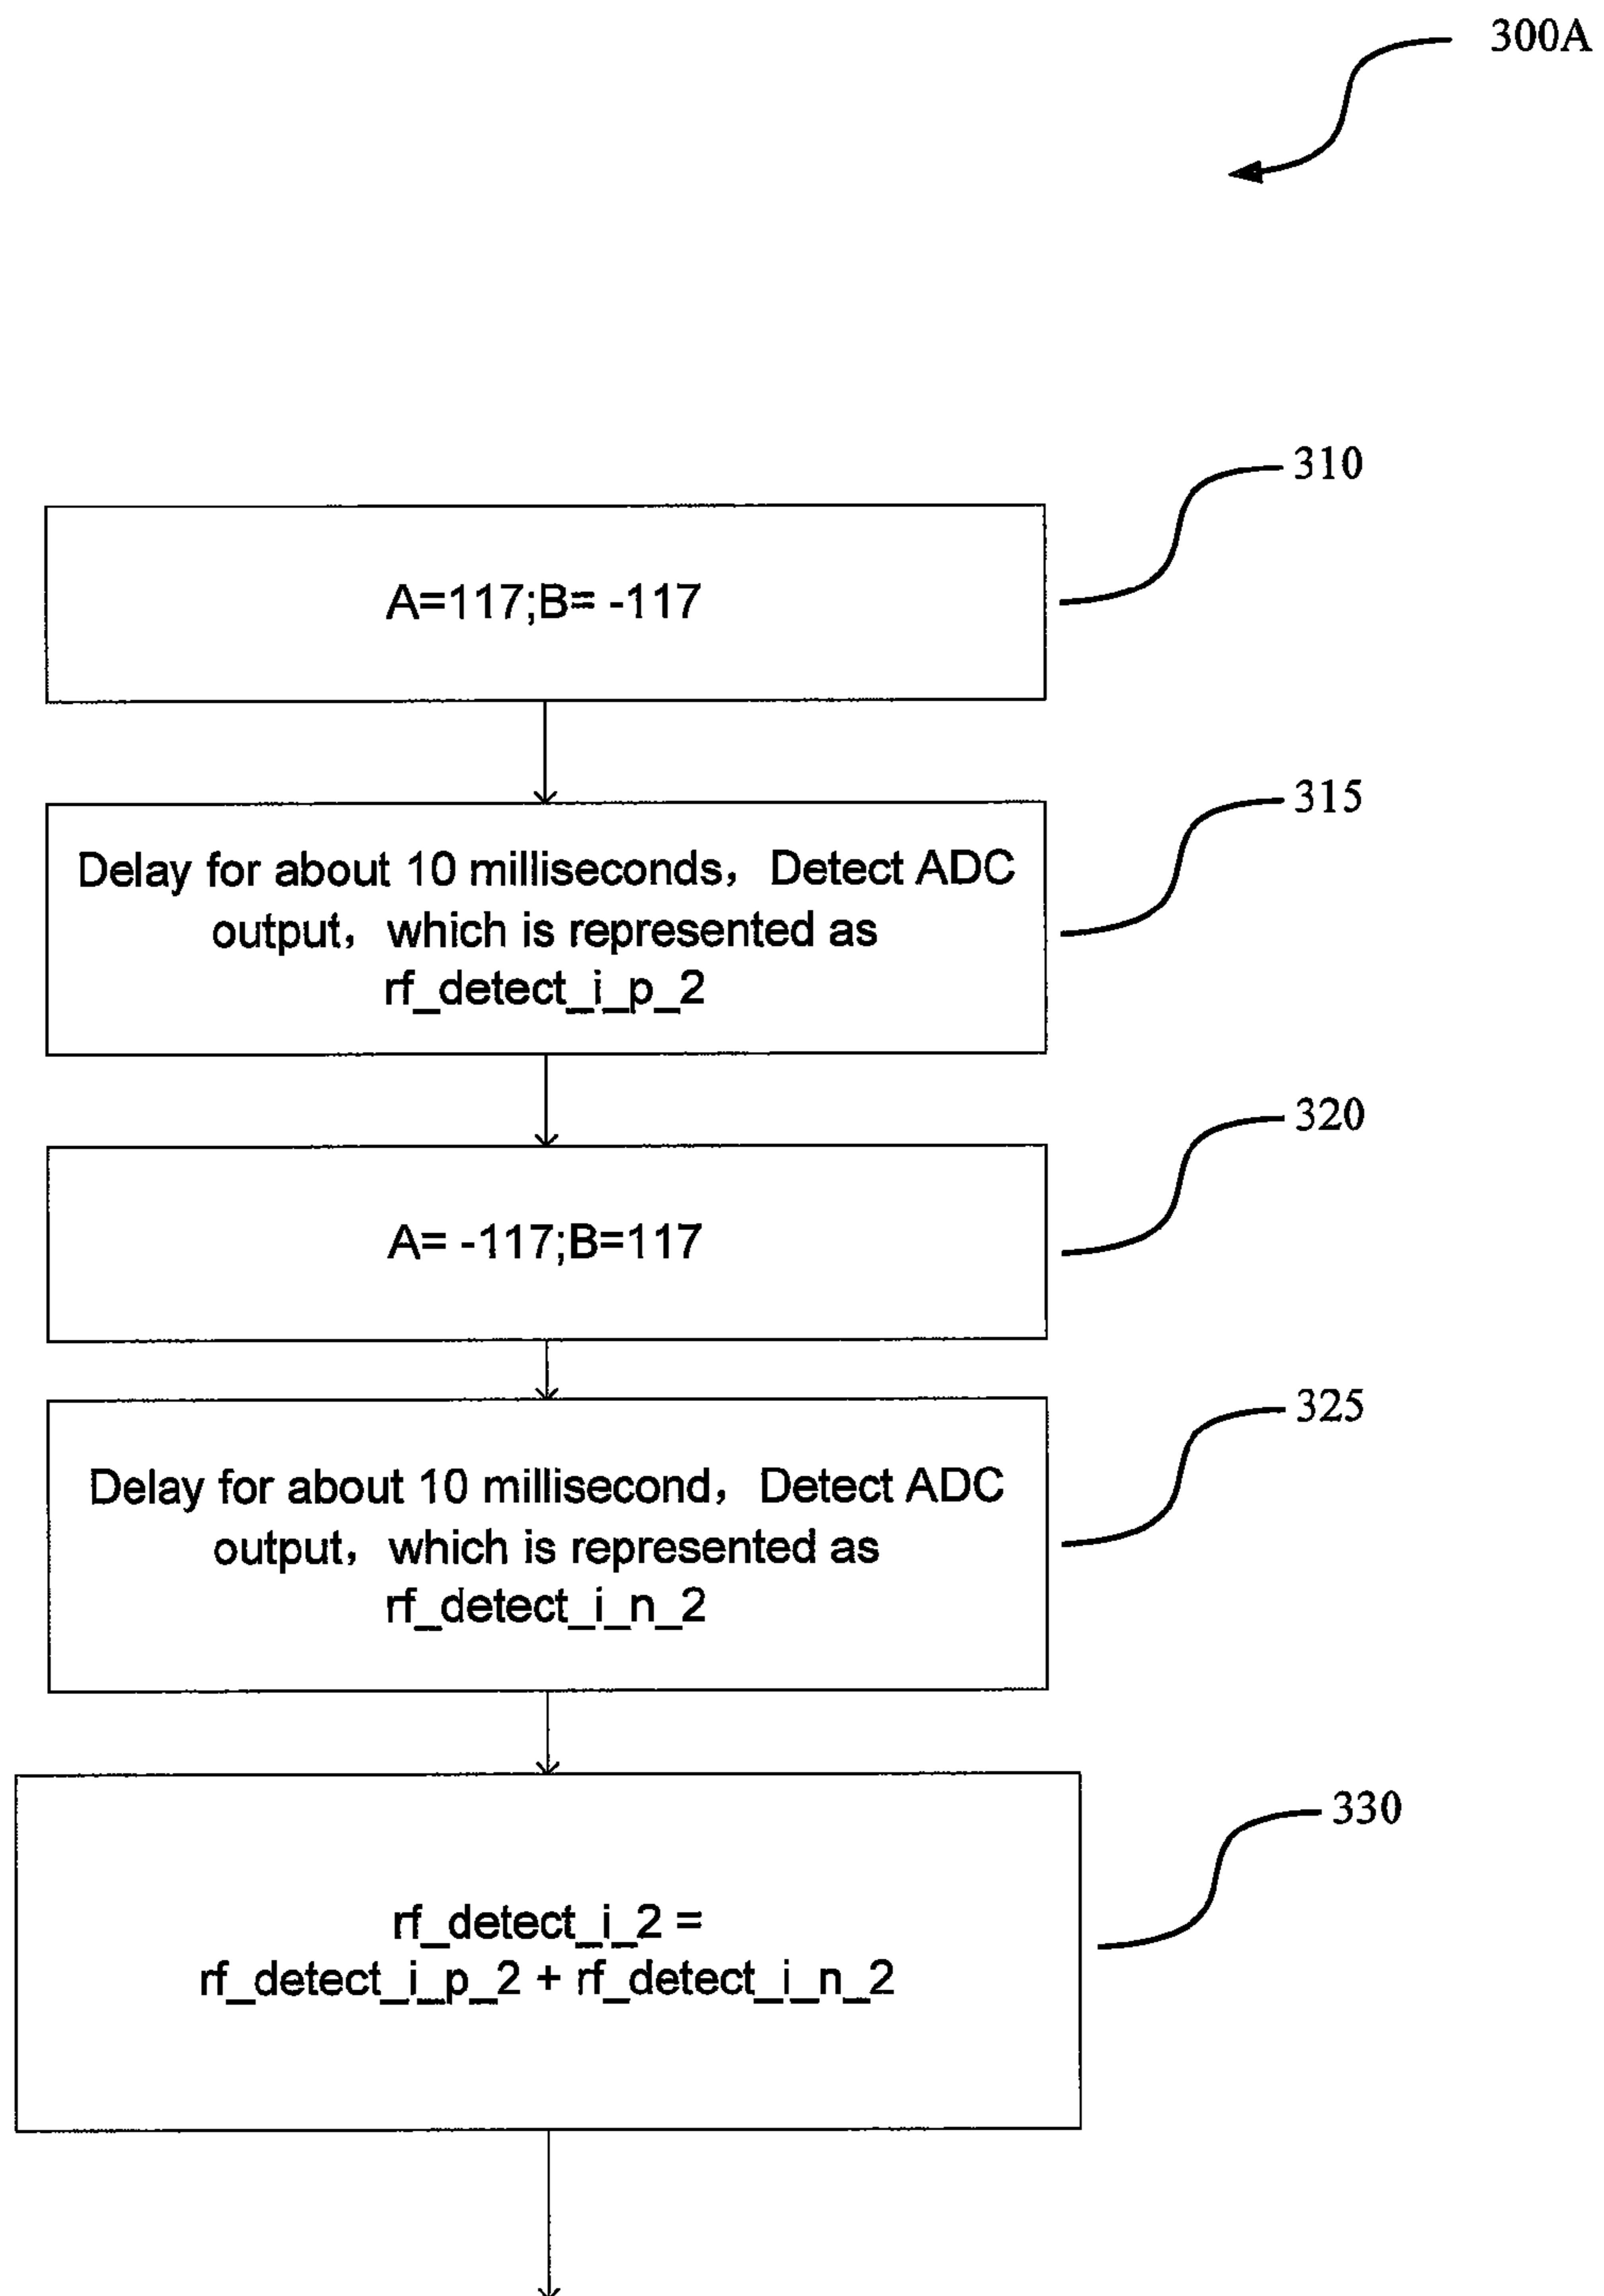 300A
310
A=117;B= -117
315
Delay for about 10 milliseconds， Detect ADC
output， which is represented as
rf_detect_i_p_2
320
A= -117;B=117
325
Delay for about 10 millisecond， Detect ADC
output， which is represented as
rf_detect_i_n_2
330
rf_detect_i_2 =
rf_detect_i_p_2 + rf_detect_i_n_2